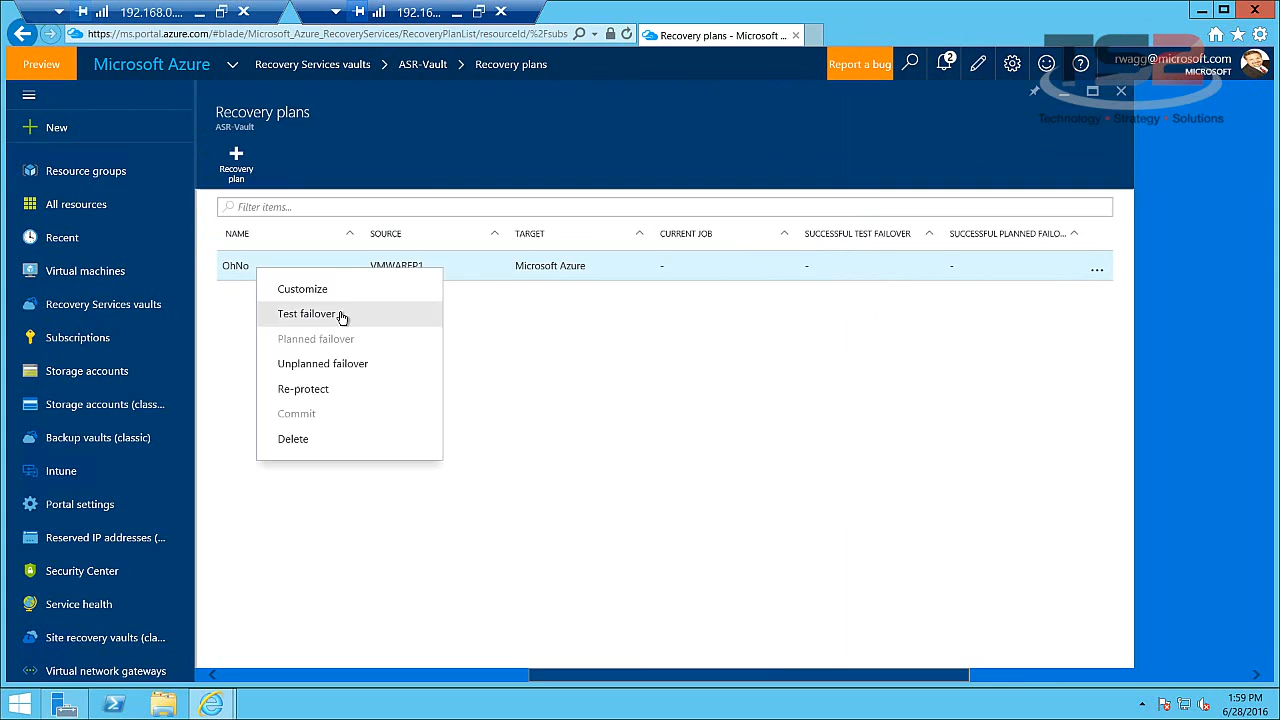 192.168.0...
192.16...
https://ms.portal.azure.com/#blade/Microsoft_Azure_RecoveryServices/RecoveryPlanList/resourceId/%2Fsubs
Recovery plans - Microsoft ...
Preview
Microsoft Azure
Recovery Services vaults
ASR-Vault
Recovery plans
Report a bug
2
rwagg@microsoft.com
MICROSOFT
TS2
Technology • Strategy • Solutions
New
Resource groups
All resources
Recent
Virtual machines
Recovery Services vaults
Subscriptions
Storage accounts
Storage accounts (class...
Backup vaults (classic)
Intune
Portal settings
Reserved IP addresses (...
Security Center
Service health
Site recovery vaults (cla...
Virtual network gateways
Recovery plans
ASR-Vault
Recovery
plan
Filter items...
NAME SOURCE TARGET CURRENT JOB SUCCESSFUL TEST FAILOVER SUCCESSFUL PLANNED FAILO...
OhNo VMWAREP1 Microsoft Azure - - - ...
Customize
Test failover
Planned failover
Unplanned failover
Re-protect
Commit
Delete
1:59 PM
6/28/2016